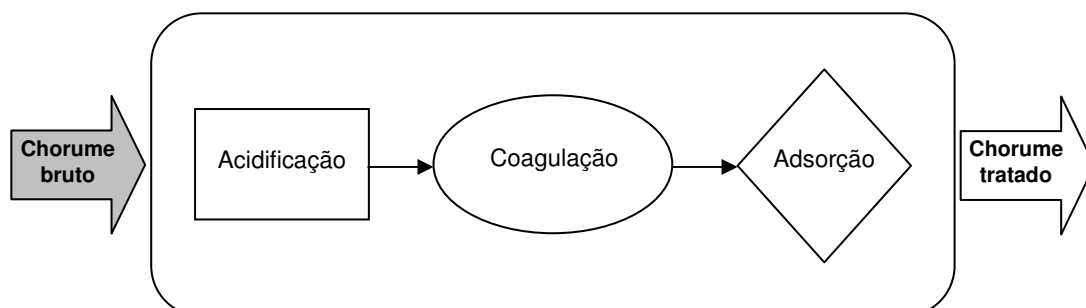 Chorume
bruto
Acidificação
Coagulação
Adsorção
Chorume
tratado